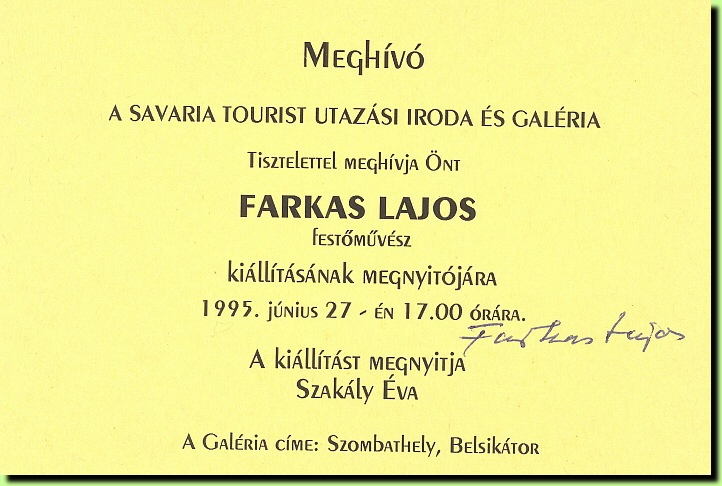 Meghívó
A SAVARIA TOURIST UTAZÁSI IRODA ÉS GALÉRIA
Tisztelettel meghívja Önt
FARKAS LAJOS
festőművész
kiállításának megnyitójára
1995. június 27 - én 17.00 órára.
Farkas Lajos
A kiállítást megnyitja
Szakály Éva
A Galéria címe: Szombathely, Belsikátor